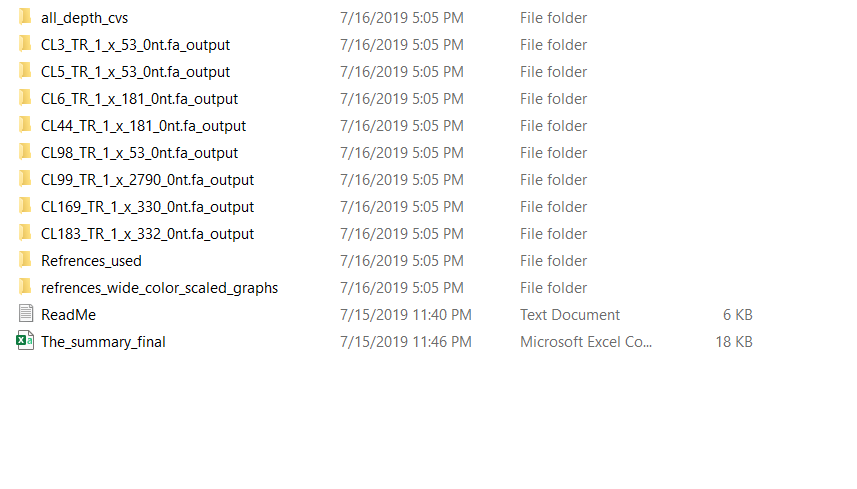 all_depth_cvs 7/16/2019 5:05 PM File folder
CL3_TR_1_x_53_0nt.fa_output 7/16/2019 5:05 PM File folder
CL5_TR_1_x_53_0nt.fa_output 7/16/2019 5:05 PM File folder
CL6_TR_1_x_181_0nt.fa_output 7/16/2019 5:05 PM File folder
CL44_TR_1_x_181_0nt.fa_output 7/16/2019 5:05 PM File folder
CL98_TR_1_x_53_0nt.fa_output 7/16/2019 5:05 PM File folder
CL99_TR_1_x_2790_0nt.fa_output 7/16/2019 5:05 PM File folder
CL169_TR_1_x_330_0nt.fa_output 7/16/2019 5:05 PM File folder
CL183_TR_1_x_332_0nt.fa_output 7/16/2019 5:05 PM File folder
Refrences_used 7/16/2019 5:05 PM File folder
refrences_wide_color_scaled_graphs 7/16/2019 5:05 PM File folder
ReadMe 7/15/2019 11:40 PM Text Document 6 KB
The_summary_final 7/15/2019 11:46 PM Microsoft Excel Co... 18 KB